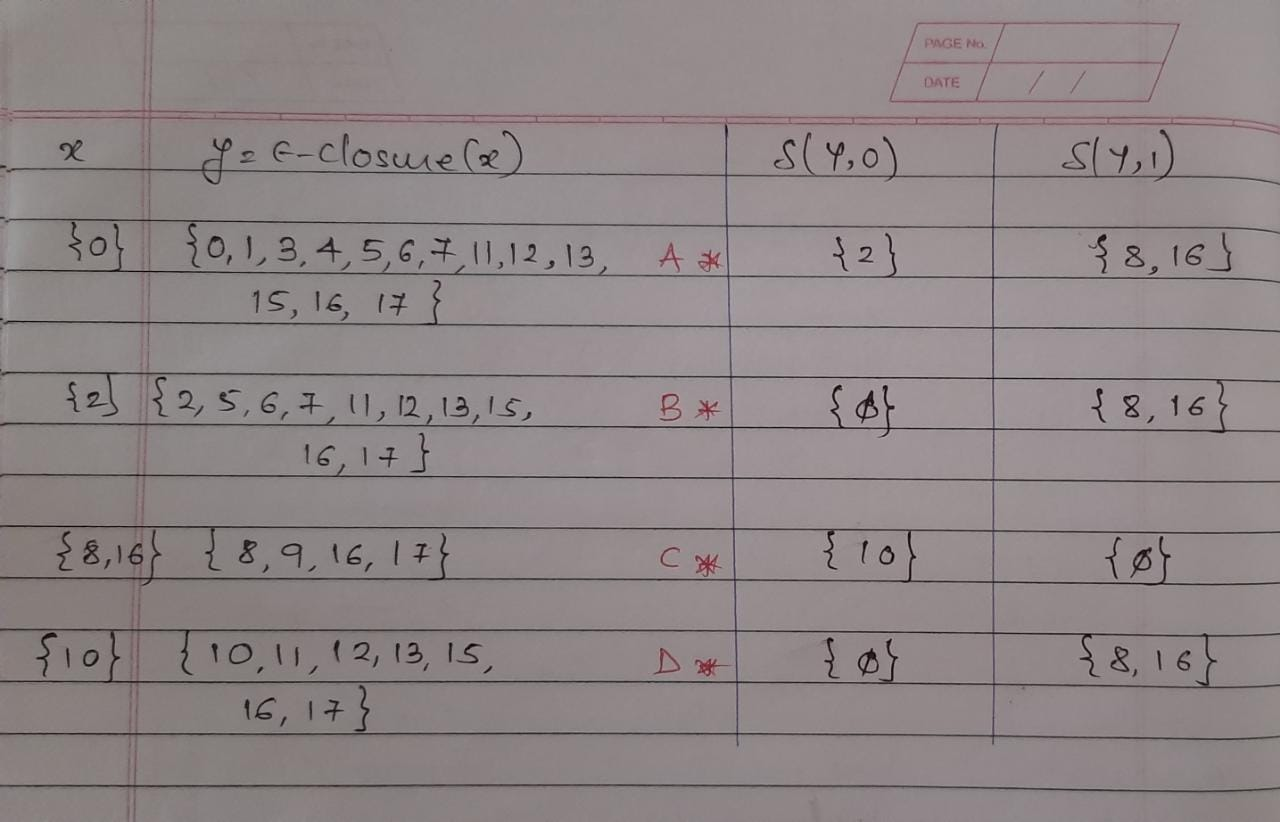 PAGE No.
DATE / /
x y = ε-closure(x) δ(y,0) δ(y,1)
{0} {0,1,3,4,5,6,7,11,12,13, A * {2} {8,16}
15,16,17}
{2} {2,5,6,7,11,12,13,15, B * {ϕ} {8,16}
16,17}
{8,16} {8,9,16,17} C * {10} {ϕ}
{10} {10,11,12,13,15, D * {ϕ} {8,16}
16,17}